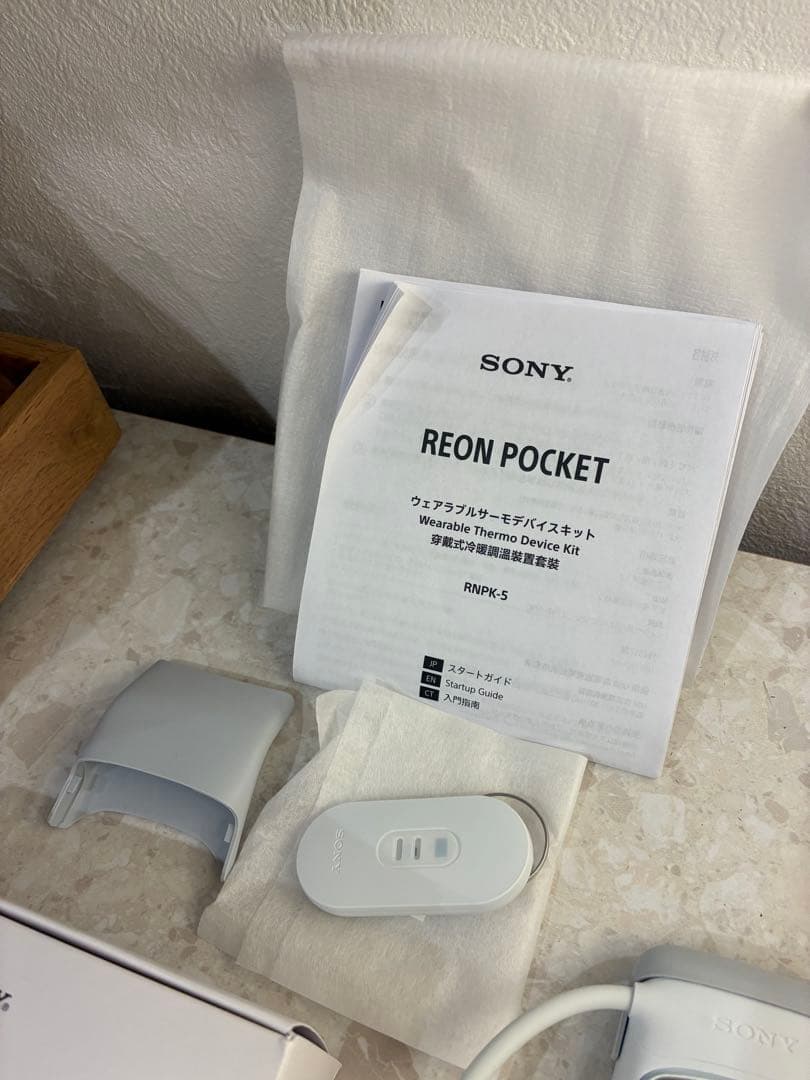 SONY
REON POCKET
ウェアラブルサーモデバイスキット
Wearable Thermo Device Kit
穿戴式冷暖調溫裝置套裝
RNPK-5
JP スタートガイド
EN Startup Guide
CT 入門指南
SONY
SONY